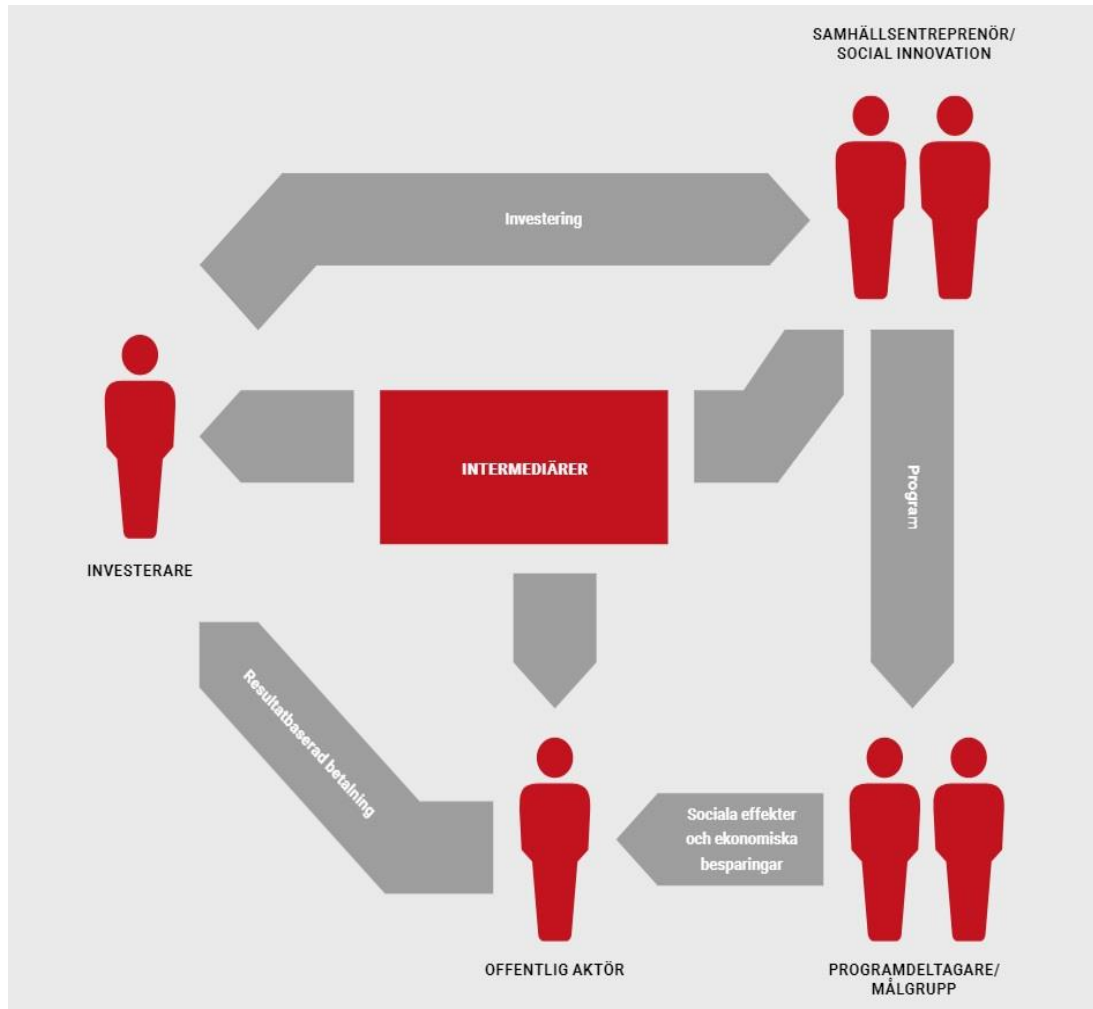 SAMHÄLLSENTREPRENÖR/
SOCIAL INNOVATION
Investering
INTERMEDIÄRER
Program
INVESTERARE
Resultatbaserad betalning
Sociala effekter
och ekonomiska
besparingar
OFFENTLIG AKTÖR
PROGRAMDELTAGARE/
MÅLGRUPP